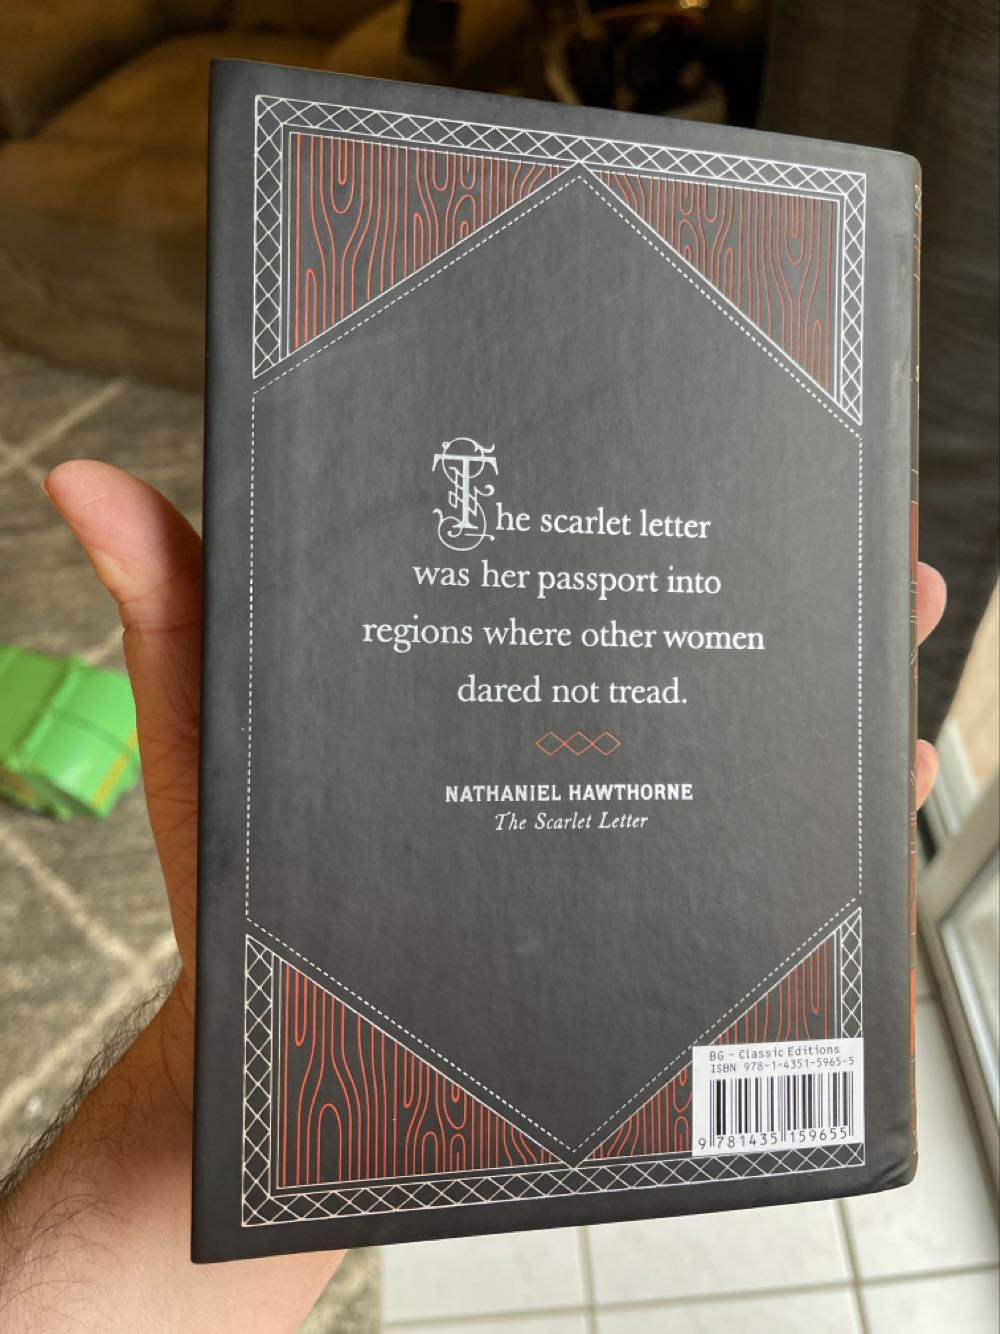 The scarlet letter
was her passport into
regions where other women
dared not tread.
NATHANIEL HAWTHORNE
The Scarlet Letter
BG - Classic Editions
ISBN 978-1-4351-5965-5
9 781435 159655